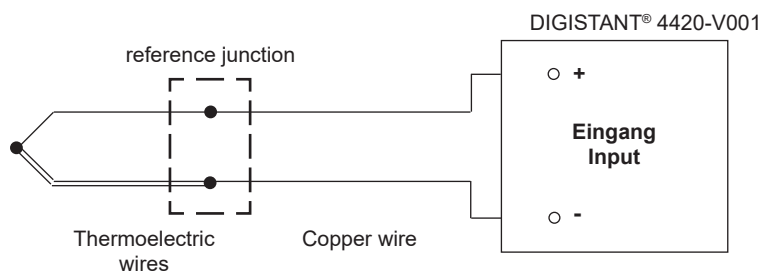 DIGISTANT® 4420-V001
reference junction
+
Eingang
Input
-
Thermoelectric
wires
Copper wire